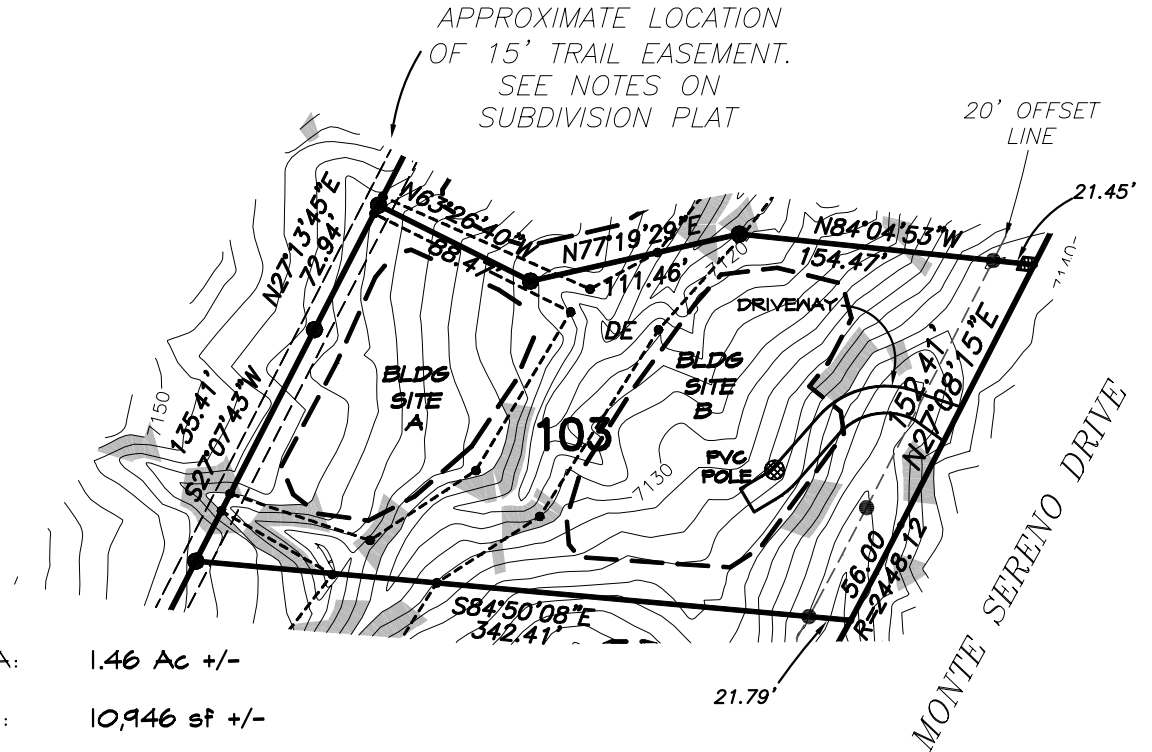 APPROXIMATE LOCATION
OF 15' TRAIL EASEMENT.
SEE NOTES ON
SUBDIVISION PLAT
20' OFFSET
LINE
21.45'
N63°26'40"W
88.47'
N77°19'29"E
111.46'
N84°04'53"W
154.47'
7120
7140
N27°13'45"E
72.94'
DRIVEWAY
DE
BLDG
SITE
A
BLDG
SITE
B
152.41'
N27°08'15"E
7150
135.41'
S27°07'43"W
103
PVC
POLE
7130
MONTE SERENO DRIVE
56.00
R=2448.12
S84°50'08"E
342.41'
21.79'
A: 1.46 Ac +/-
: 10,946 sf +/-